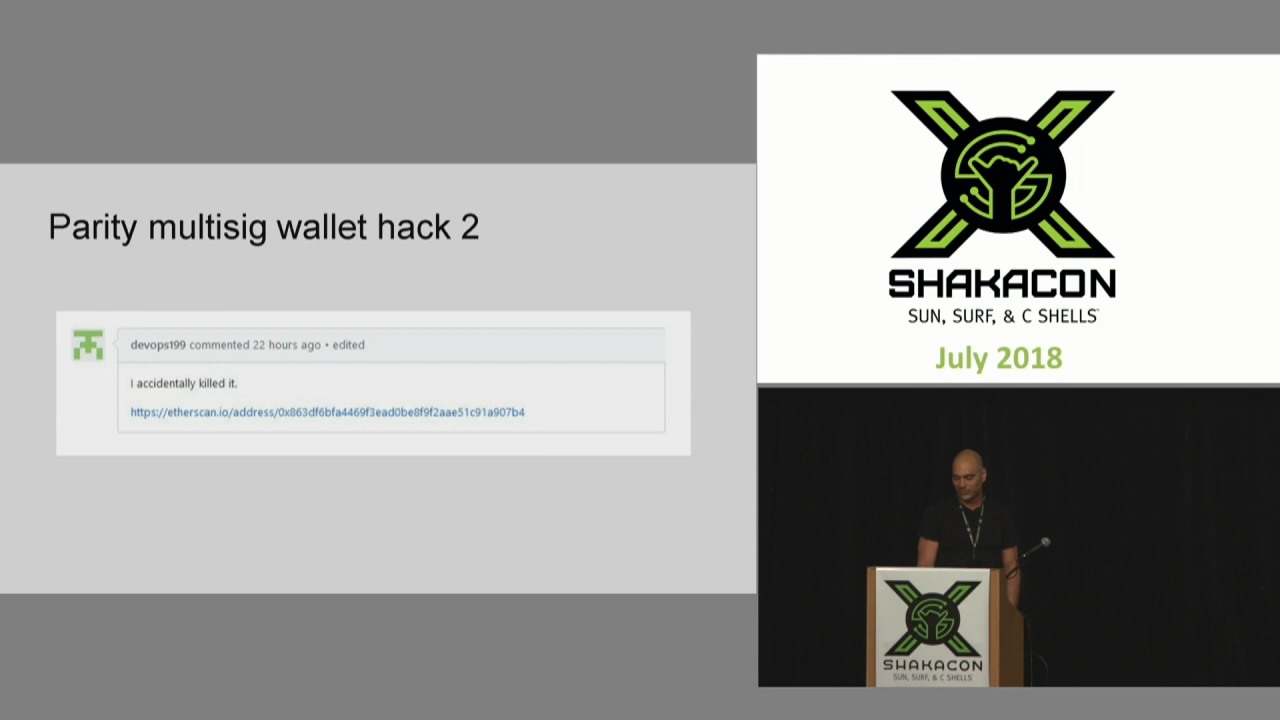 Parity multisig wallet hack 2
devops199 commented 22 hours ago • edited
I accidentally killed it.
https://etherscan.io/address/0x863df6bfa4469f3ead0be8f9f2aae51c91a907b4
SHAKACON
SUN, SURF, & C SHELLS
July 2018
SHAKACON
SUN, SURF, & C SHELLS